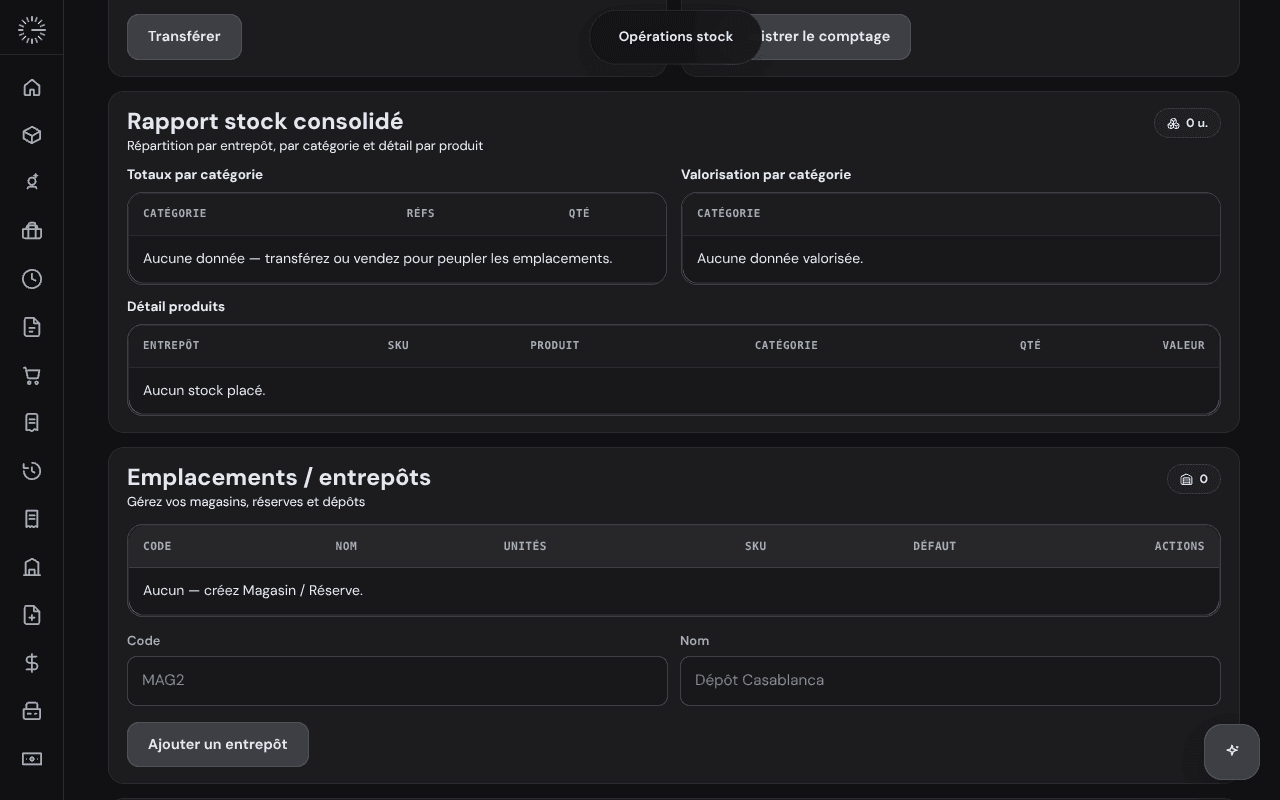 Transférer
Opérations stock
istrer le comptage
Rapport stock consolidé
0 u.
Répartition par entrepôt, par catégorie et détail par produit
Totaux par catégorie
CATÉGORIE RÉFS QTÉ
Aucune donnée — transférez ou vendez pour peupler les emplacements.
Valorisation par catégorie
CATÉGORIE
Aucune donnée valorisée.
Détail produits
ENTREPÔT SKU PRODUIT CATÉGORIE QTÉ VALEUR
Aucun stock placé.
Emplacements / entrepôts
0
Gérez vos magasins, réserves et dépôts
CODE NOM UNITÉS SKU DÉFAUT ACTIONS
Aucun — créez Magasin / Réserve.
Code
MAG2
Nom
Dépôt Casablanca
Ajouter un entrepôt